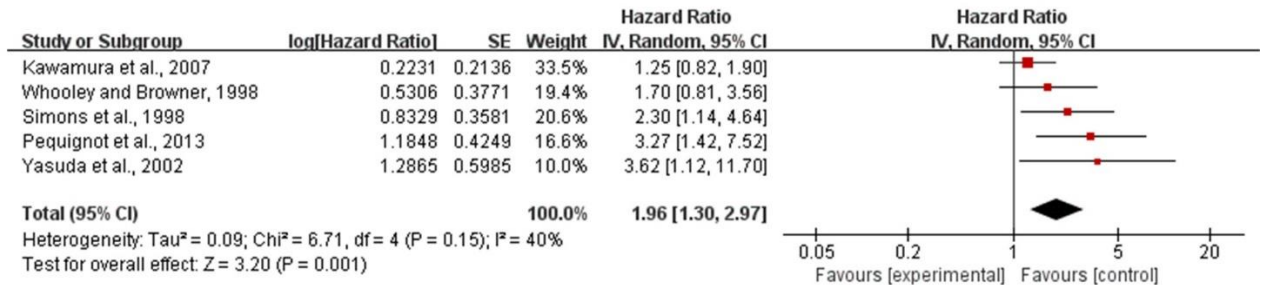 Hazard Ratio Hazard Ratio
Study or Subgroup log[Hazard Ratio] SE Weight IV, Random, 95% CI IV, Random, 95% CI
Kawamura et al., 2007 0.2231 0.2136 33.5% 1.25 [0.82, 1.90]
Whooley and Browner, 1998 0.5306 0.3771 19.4% 1.70 [0.81, 3.56]
Simons et al., 1998 0.8329 0.3581 20.6% 2.30 [1.14, 4.64]
Pequignot et al., 2013 1.1848 0.4249 16.6% 3.27 [1.42, 7.52]
Yasuda et al., 2002 1.2865 0.5985 10.0% 3.62 [1.12, 11.70]
Total (95% CI) 100.0% 1.96 [1.30, 2.97]
Heterogeneity: Tau² = 0.09; Chi² = 6.71, df = 4 (P = 0.15); I² = 40%
Test for overall effect: Z = 3.20 (P = 0.001)
0.05 0.2 1 5 20
Favours [experimental] Favours [control]